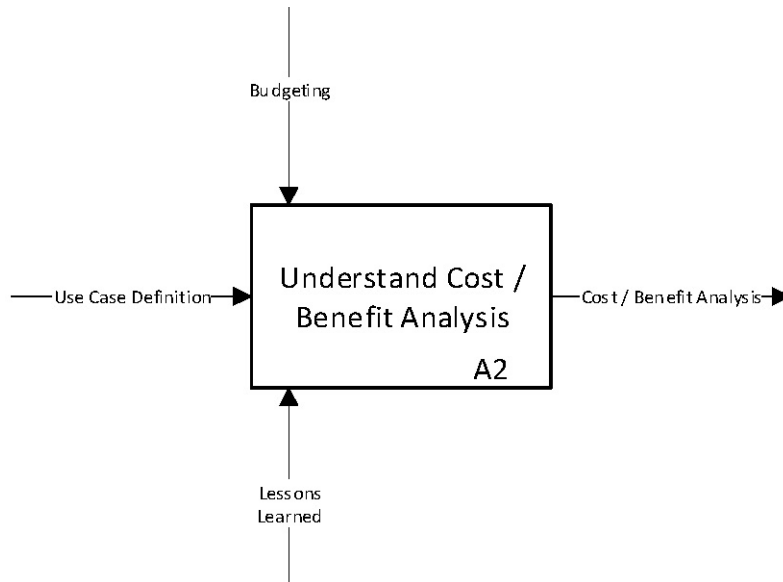 Budgeting
Use Case Definition
Understand Cost /
Benefit Analysis
A2
Cost / Benefit Analysis
Lessons
Learned